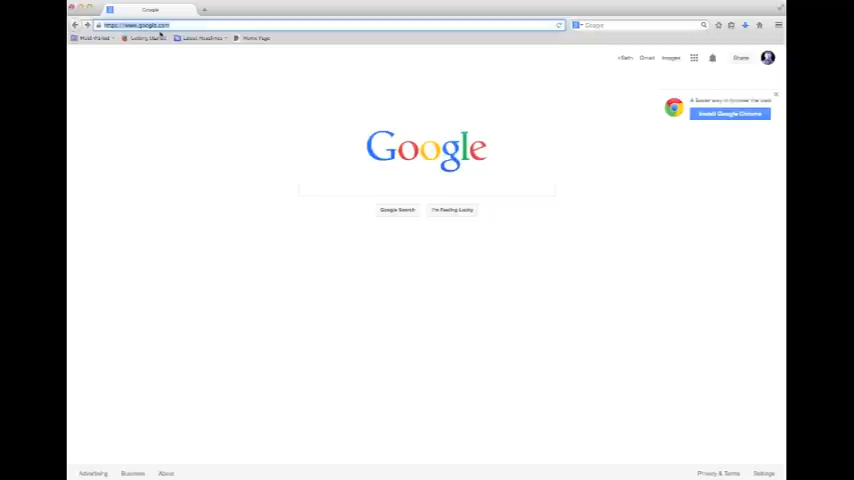 Google
https://www.google.com
Google
Most Visited
Getting Started
Latest Headlines
Home Page
+Beth Gmail Images
Share
A faster way to browse the web
Install Google Chrome
Google
Google Search
I'm Feeling Lucky
Advertising Business About
Privacy & Terms Settings